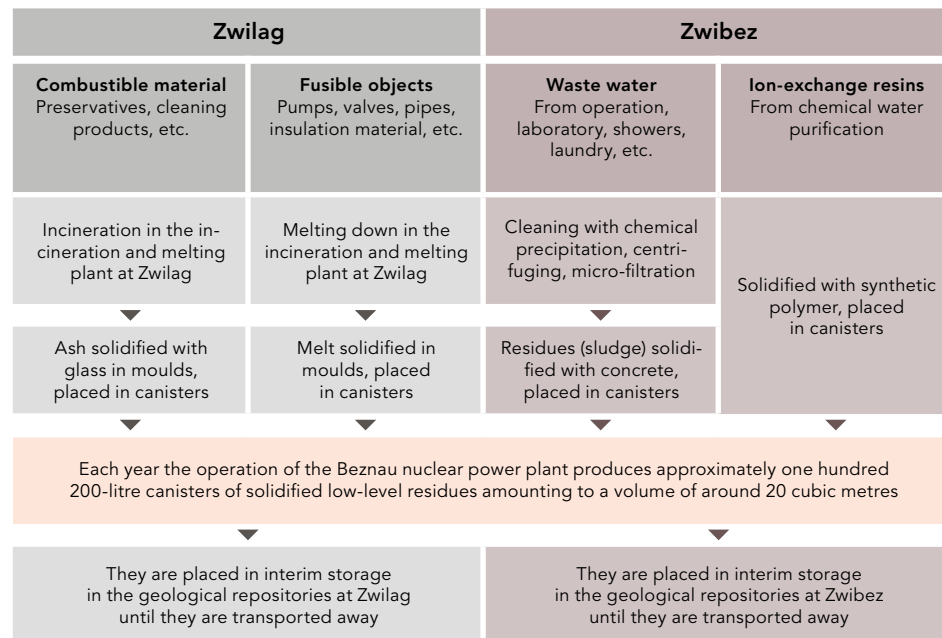 Zwilag
Zwibez
Combustible material
Preservatives, cleaning
products, etc.
Fusible objects
Pumps, valves, pipes,
insulation material, etc.
Waste water
From operation,
laboratory, showers,
laundry, etc.
Ion-exchange resins
From chemical water
purification
Incineration in the in-
cineration and melting
plant at Zwilag
Melting down in the
incineration and melting
plant at Zwilag
Cleaning with chemical
precipitation, centri-
fuging, micro-filtration
Solidified with synthetic
polymer, placed
in canisters
Ash solidified with
glass in moulds,
placed in canisters
Melt solidified in
moulds, placed
in canisters
Residues (sludge) solidi-
fied with concrete,
placed in canisters
Each year the operation of the Beznau nuclear power plant produces approximately one hundred
200-litre canisters of solidified low-level residues amounting to a volume of around 20 cubic metres
They are placed in interim storage
in the geological repositories at Zwilag
until they are transported away
They are placed in interim storage
in the geological repositories at Zwibez
until they are transported away